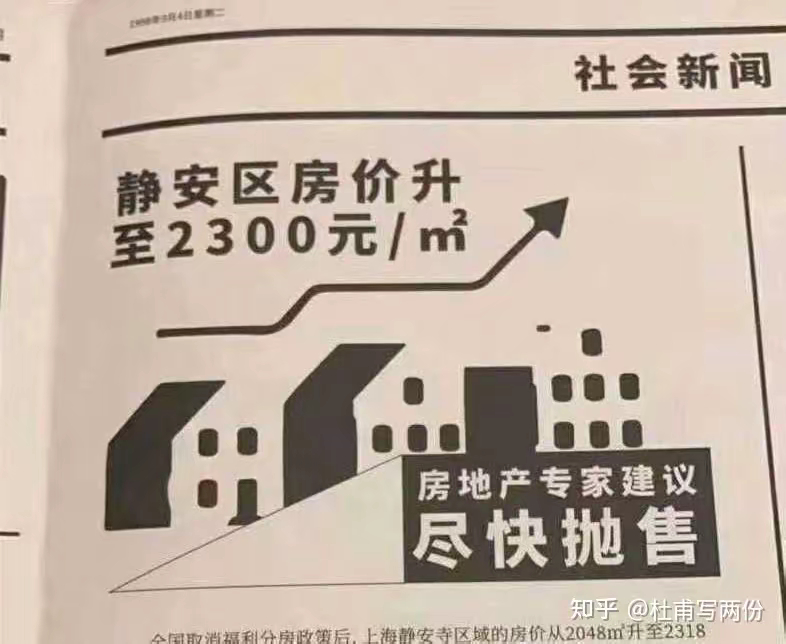 1998年9月4日星期二
社会新闻
静安区房价升
至2300元/㎡
房地产专家建议
尽快抛售
全国取消福利分房政策后,上海静安寺区域的房价从2048㎡升至2318
知乎 @杜甫写两份